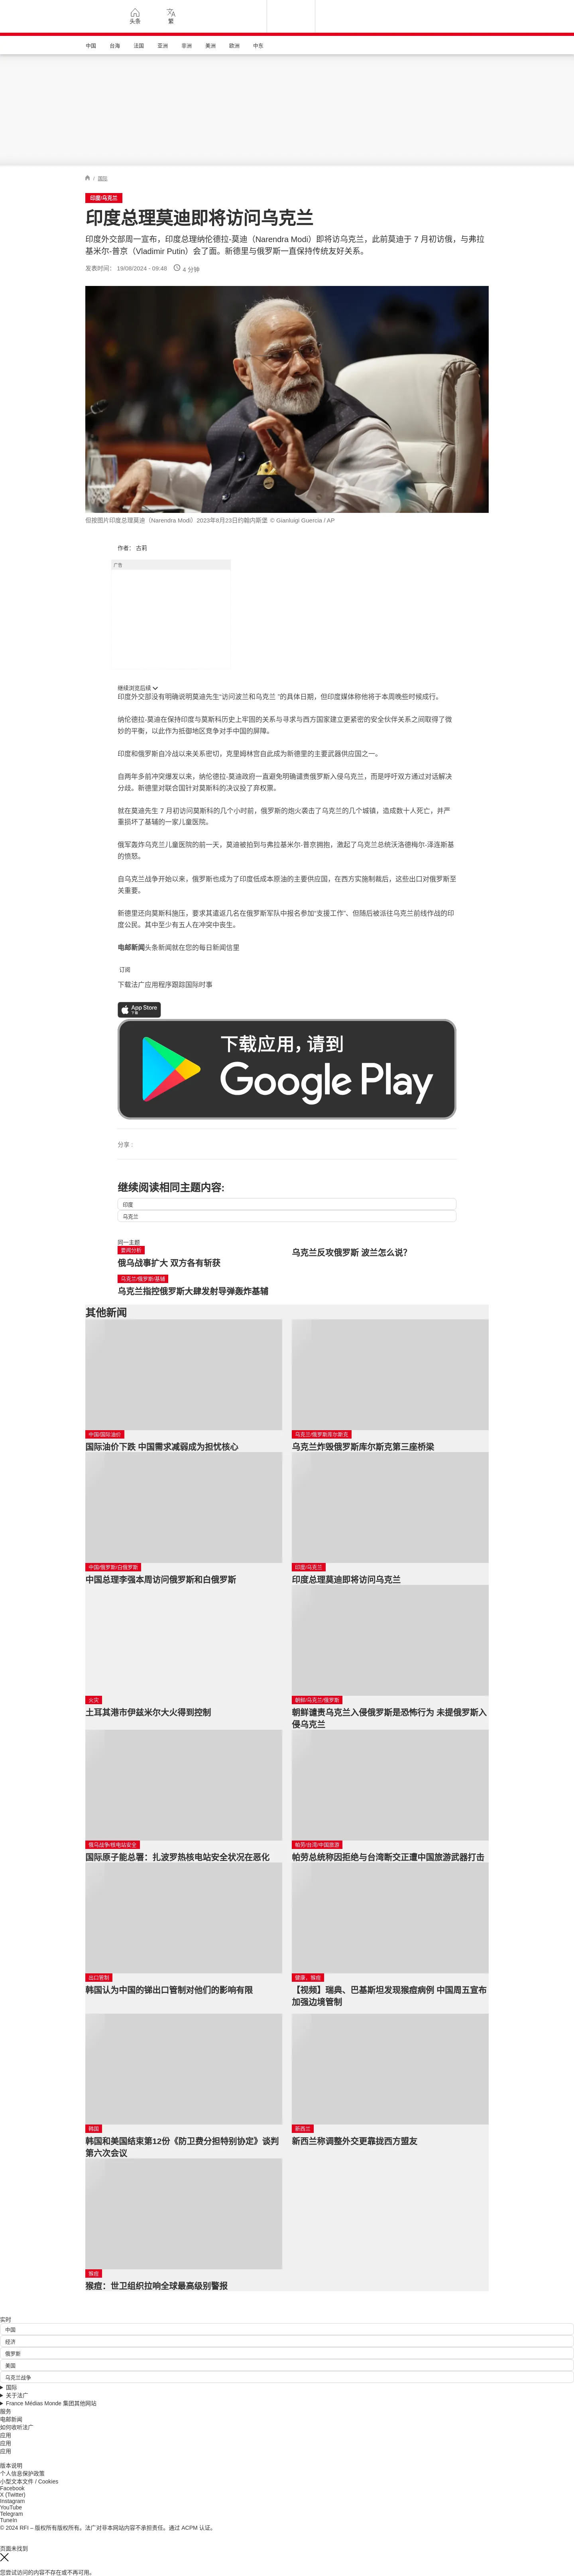 头条
繁
中国
台海
法国
亚洲
非洲
美洲
欧洲
中东
/ 国际
印度/乌克兰
印度总理莫迪即将访问乌克兰
印度外交部周一宣布，印度总理纳伦德拉-莫迪（Narendra Modi）即将访乌克兰，此前莫迪于 7 月初访俄，与弗拉
基米尔-普京（Vladimir Putin）会了面。新德里与俄罗斯一直保持传统友好关系。
发表时间： 19/08/2024 - 09:48
4 分钟
但按图片印度总理莫迪（Narendra Modi）2023年8月23日约翰内斯堡 © Gianluigi Guercia / AP
作者： 古莉
广告
继续浏览后续
印度外交部没有明确说明莫迪先生“访问波兰和乌克兰 ”的具体日期，但印度媒体称他将于本周晚些时候成行。
纳伦德拉-莫迪在保持印度与莫斯科历史上牢固的关系与寻求与西方国家建立更紧密的安全伙伴关系之间取得了微
妙的平衡，以此作为抵御地区竞争对手中国的屏障。
印度和俄罗斯自冷战以来关系密切，克里姆林宫自此成为新德里的主要武器供应国之一。
自两年多前冲突爆发以来，纳伦德拉-莫迪政府一直避免明确谴责俄罗斯入侵乌克兰，而是呼吁双方通过对话解决
分歧。新德里对联合国针对莫斯科的决议投了弃权票。
就在莫迪先生 7 月初访问莫斯科的几个小时前，俄罗斯的炮火袭击了乌克兰的几个城镇，造成数十人死亡，并严
重损坏了基辅的一家儿童医院。
俄军轰炸乌克兰儿童医院的前一天，莫迪被拍到与弗拉基米尔-普京拥抱，激起了乌克兰总统沃洛德梅尔-泽连斯基
的愤怒。
自乌克兰战争开始以来，俄罗斯也成为了印度低成本原油的主要供应国，在西方实施制裁后，这些出口对俄罗斯至
关重要。
新德里还向莫斯科施压，要求其遣返几名在俄罗斯军队中报名参加“支援工作”、但随后被派往乌克兰前线作战的印
度公民。其中至少有五人在冲突中丧生。
电邮新闻头条新闻就在您的每日新闻信里
订阅
下载法广应用程序跟踪国际时事
App Store
下载
下载应用，请到
Google Play
分享 :
继续阅读相同主题内容:
印度
乌克兰
同一主题
要闻分析
俄乌战事扩大 双方各有斩获
乌克兰反攻俄罗斯 波兰怎么说？
乌克兰/俄罗斯/基辅
乌克兰指控俄罗斯大肆发射导弹轰炸基辅
其他新闻
中国/国际油价
国际油价下跌 中国需求减弱成为担忧核心
乌克兰/俄罗斯库尔斯克
乌克兰炸毁俄罗斯库尔斯克第三座桥梁
中国/俄罗斯/白俄罗斯
中国总理李强本周访问俄罗斯和白俄罗斯
印度/乌克兰
印度总理莫迪即将访问乌克兰
火灾
土耳其港市伊兹米尔大火得到控制
朝鲜/乌克兰/俄罗斯
朝鲜谴责乌克兰入侵俄罗斯是恐怖行为 未提俄罗斯入
侵乌克兰
俄乌战争/核电站安全
国际原子能总署：扎波罗热核电站安全状况在恶化
帕劳/台湾/中国旅游
帕劳总统称因拒绝与台湾断交正遭中国旅游武器打击
出口管制
韩国认为中国的锑出口管制对他们的影响有限
健康，猴痘
【视频】瑞典、巴基斯坦发现猴痘病例 中国周五宣布
加强边境管制
韩国
韩国和美国结束第12份《防卫费分担特别协定》谈判
第六次会议
新西兰
新西兰称调整外交更靠拢西方盟友
猴痘
猴痘：世卫组织拉响全球最高级别警报
实时
中国
经济
俄罗斯
美国
乌克兰战争
国际
关于法广
France Médias Monde 集团其他网站
服务
电邮新闻
如何收听法广
应用
应用
应用
版本说明
个人信息保护政策
小型文本文件 / Cookies
Facebook
X (Twitter)
Instagram
YouTube
Telegram
TuneIn
© 2024 RFI – 版权所有版权所有。法广对非本网站内容不承担责任。通过 ACPM 认证。
页面未找到
您尝试访问的内容不存在或不再可用。